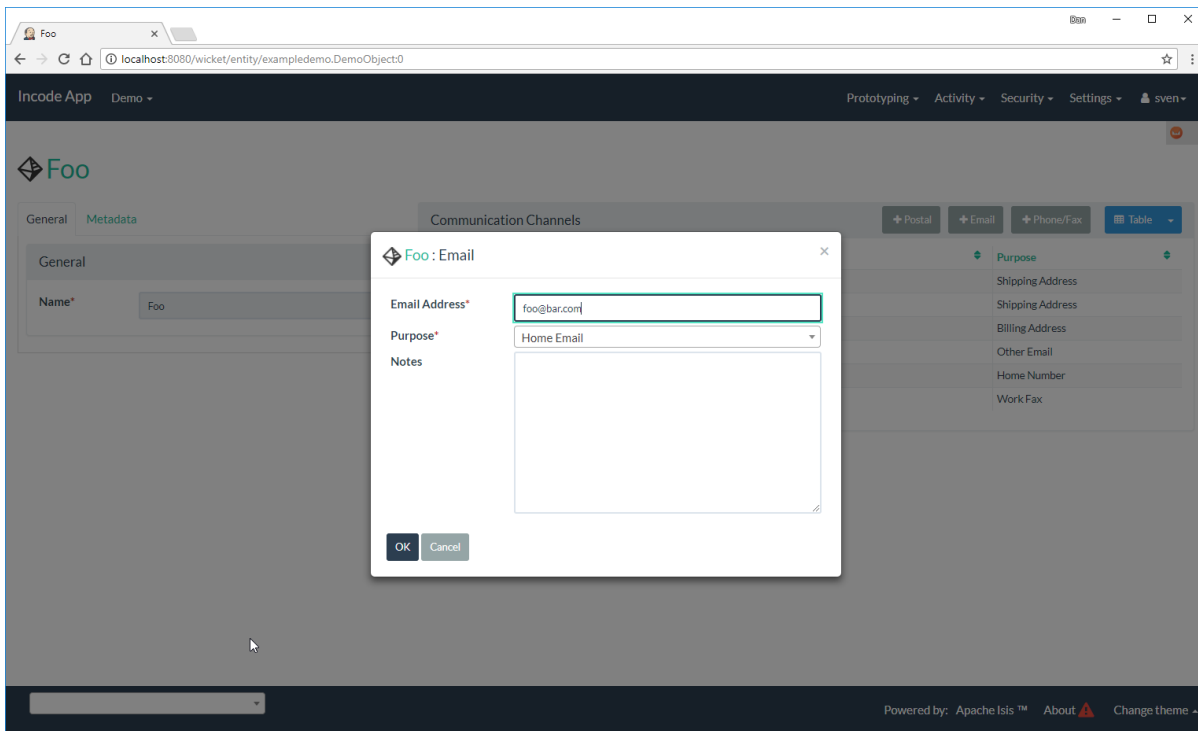 Foo
Dan
localhost:8080/wicket/entity/exampledemo.DemoObject:0
Incode App Demo Prototyping Activity Security Settings sven
Foo
General Metadata
Communication Channels + Postal + Email + Phone/Fax Table
General
Name* Foo
Purpose
Shipping Address
Shipping Address
Billing Address
Other Email
Home Number
Work Fax
Foo : Email ×
Email Address* foo@bar.com
Purpose* Home Email
Notes
OK Cancel
Powered by: Apache Isis ™ About Change theme